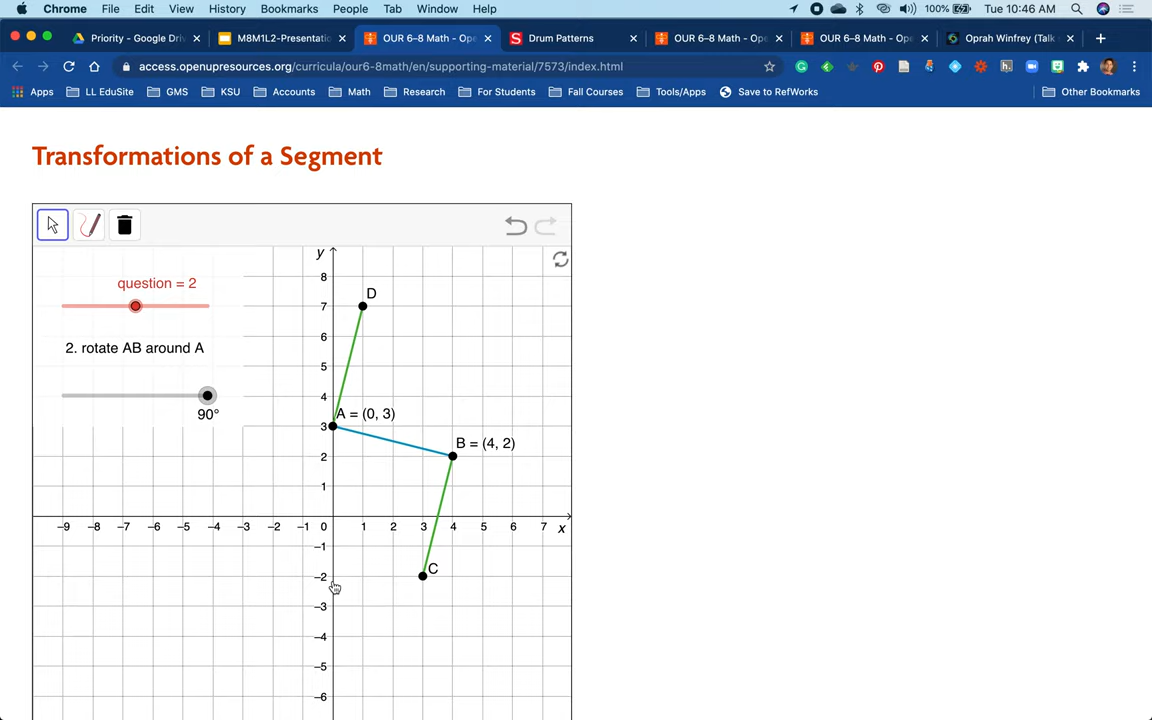 Chrome File Edit View History Bookmarks People Tab Window Help 100% Tue 10:46 AM
Priority - Google Dri × M8M1L2-Presentatio × OUR 6–8 Math - Ope × Drum Patterns × OUR 6–8 Math - Ope × OUR 6–8 Math - Ope × Oprah Winfrey (Talk × +
access.openupresources.org/curricula/our6-8math/en/supporting-material/7573/index.html
Apps LL EduSite GMS KSU Accounts Math Research For Students Fall Courses Tools/Apps Save to RefWorks Other Bookmarks
Transformations of a Segment
question = 2
2. rotate AB around A
90°
y
8
7
6
5
4
3
2
1
D
A = (0, 3)
B = (4, 2)
–9 –8 –7 –6 –5 –4 –3 –2 –1 0 1 2 3 4 5 6 7 x
–1
C
–2
–3
–4
–5
–6